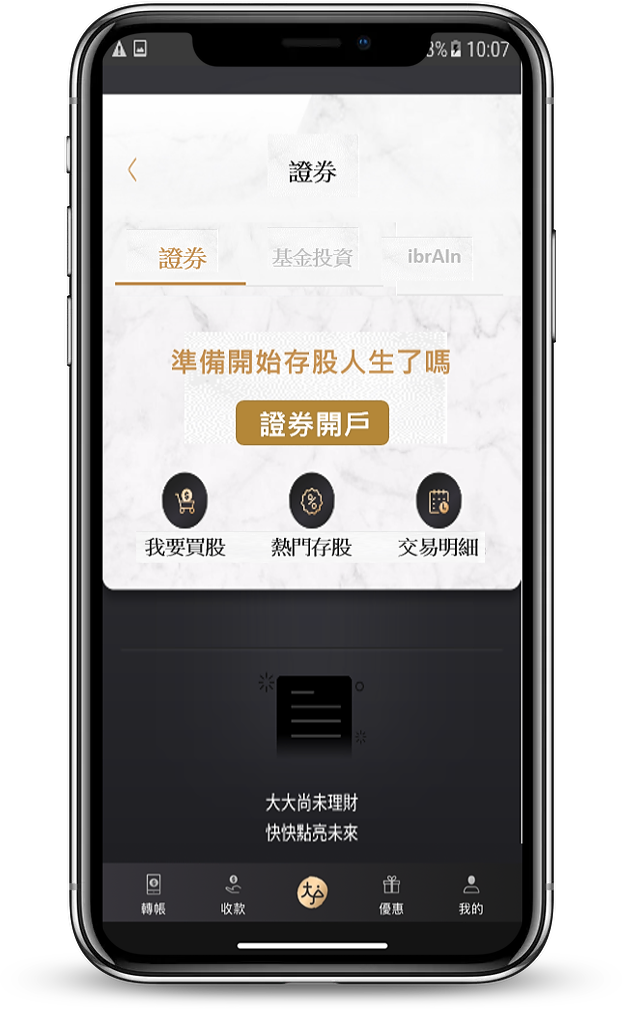 3% 10:07
證券
證券 基金投資 ibrAIn
準備開始存股人生了嗎
證券開戶
我要買股 熱門存股 交易明細
大大尚未理財
快快點亮未來
大戶
轉帳 收款 優惠 我的